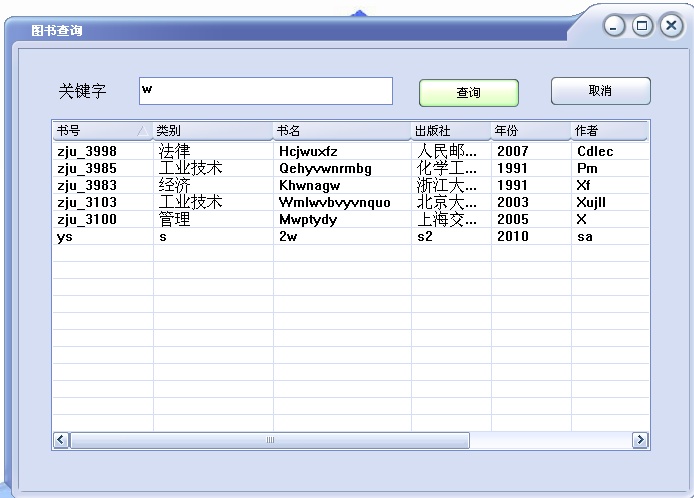 图书查询
关键字 w 查询 取消
书号 类别 书名 出版社 年份 作者
zju_3998 法律 Hcjwuxfz 人民邮... 2007 Cdlec
zju_3985 工业技术 Qehyvwnrmbg 化学工... 1991 Pm
zju_3983 经济 Khwnagw 浙江大... 1991 Xf
zju_3103 工业技术 Wmlwvbvyvnquo 北京大... 2003 Xujll
zju_3100 管理 Mwptydy 上海交... 2005 X
ys s 2w s2 2010 sa